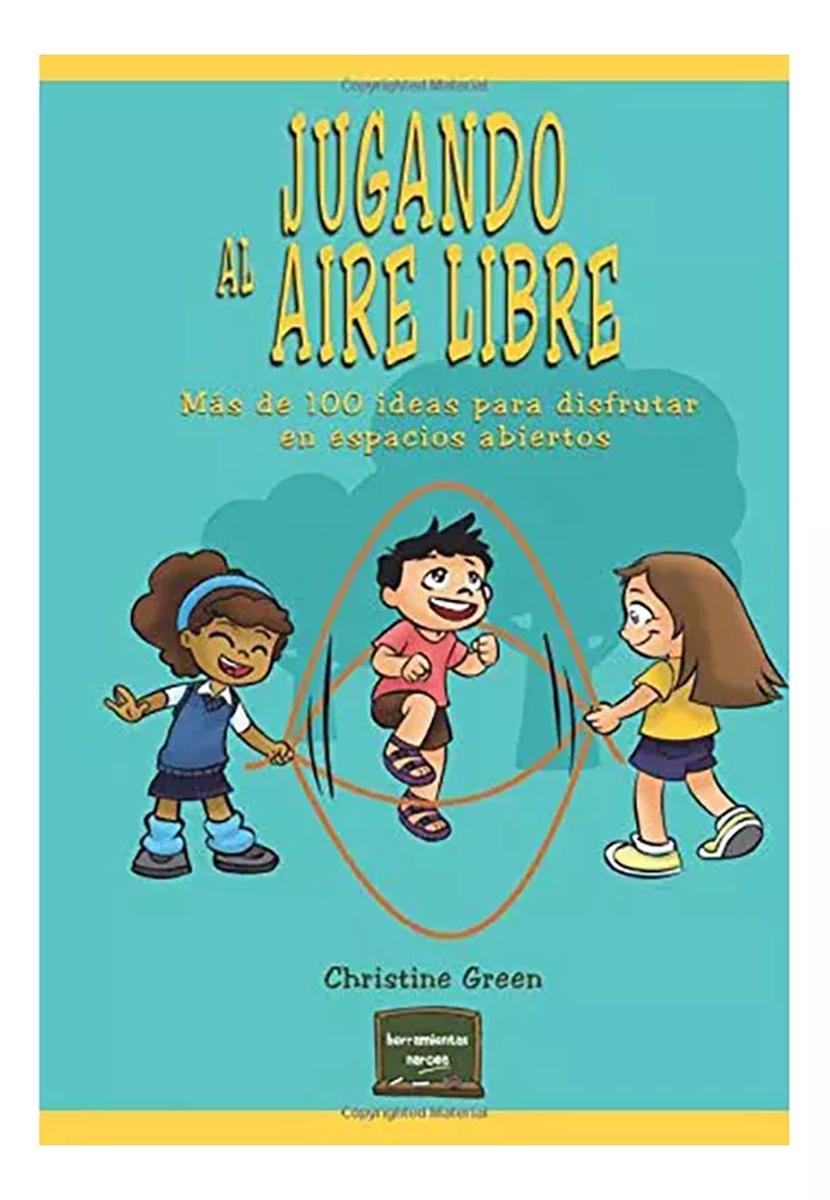 Copyrighted Material
JUGANDO
AL AIRE LIBRE
Más de 100 ideas para disfrutar
en espacios abiertos
Christine Green
herramientas
narcea
Copyrighted Material